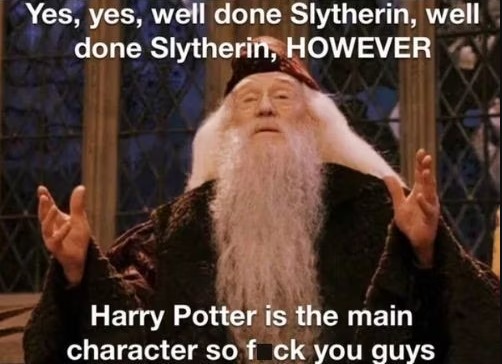 Yes, yes, well done Slytherin, well
done Slytherin, HOWEVER
Harry Potter is the main
character so f ck you guys